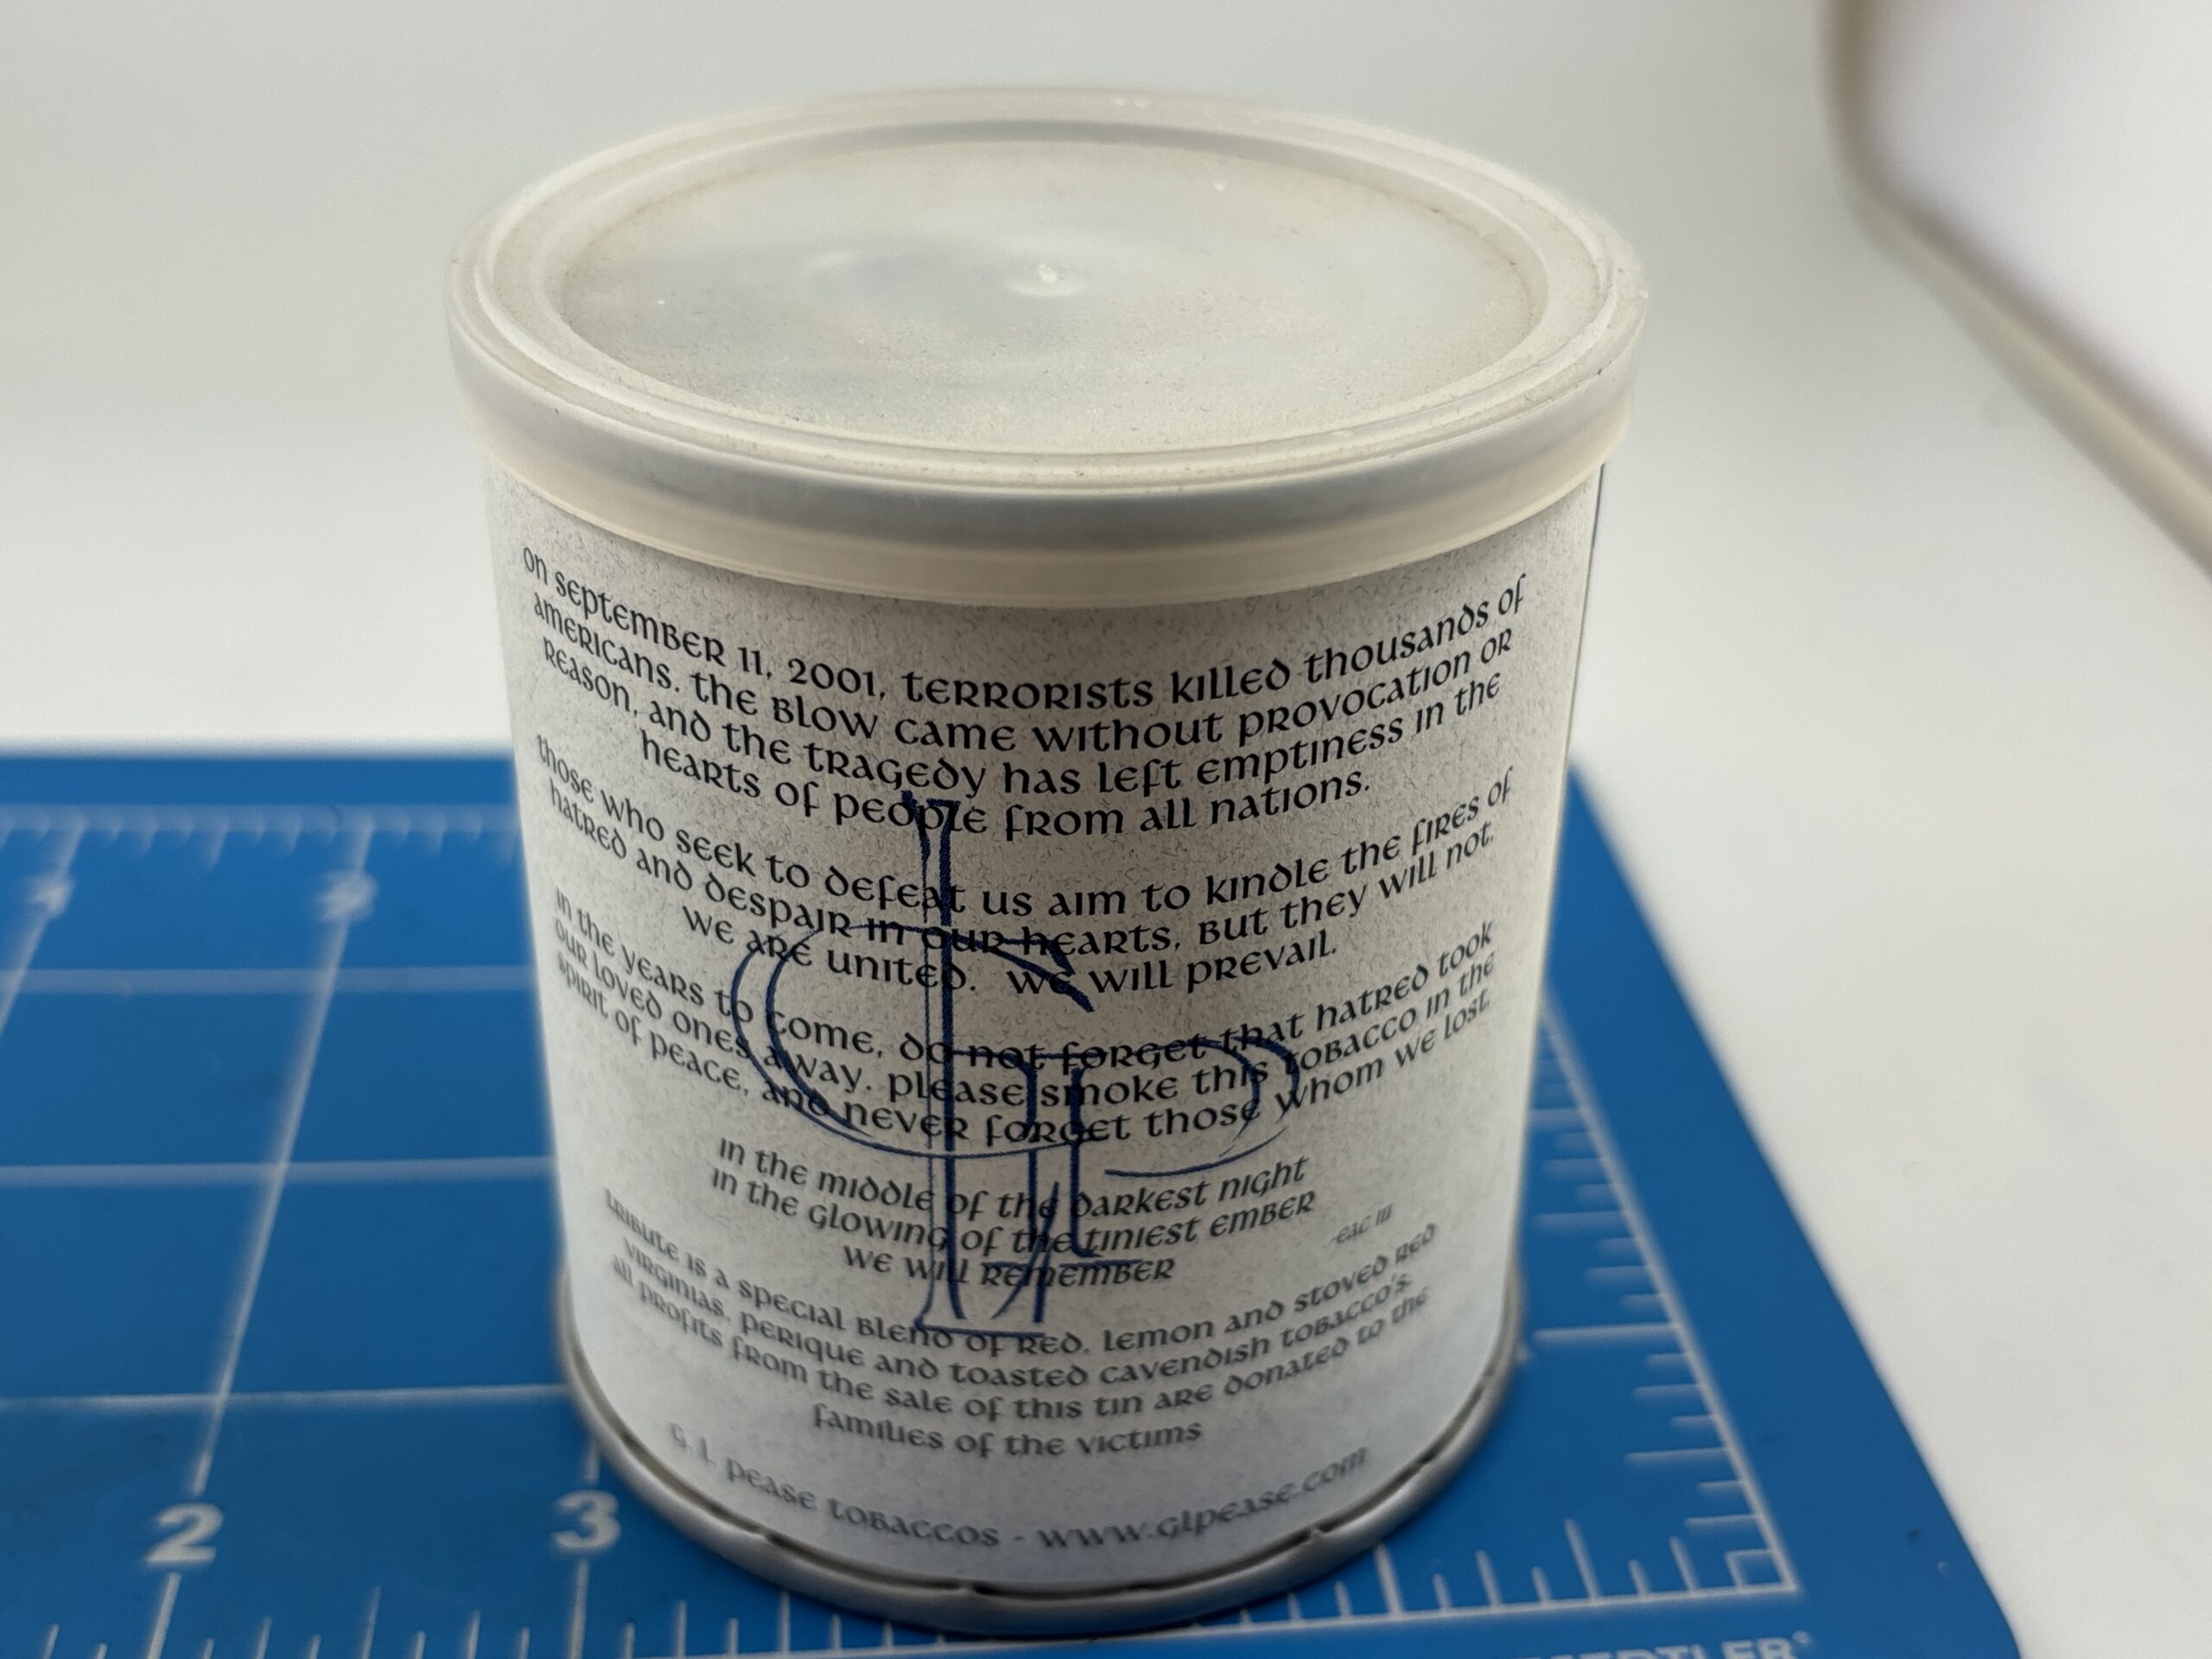 On September 11, 2001, terrorists killed thousands of
americans. the blow came without provocation or
reason, and the tragedy has left emptiness in the
hearts of people from all nations.
those who seek to defeat us aim to kindle the fires of
hatred and despair in our hearts, but they will not.
we are united. we will prevail.
in the years to come, do not forget that hatred took
our loved ones away. please smoke this tobacco in the
spirit of peace, and never forget those whom we lost.
in the middle of the darkest night
in the glowing of the tiniest ember
we will remember
-eac iii
tribute is a special blend of red, lemon and stoved red
virginias, perique and toasted cavendish tobacco's.
all profits from the sale of this tin are donated to the
families of the victims
g. l. pease tobaccos - www.glpease.com
2 3